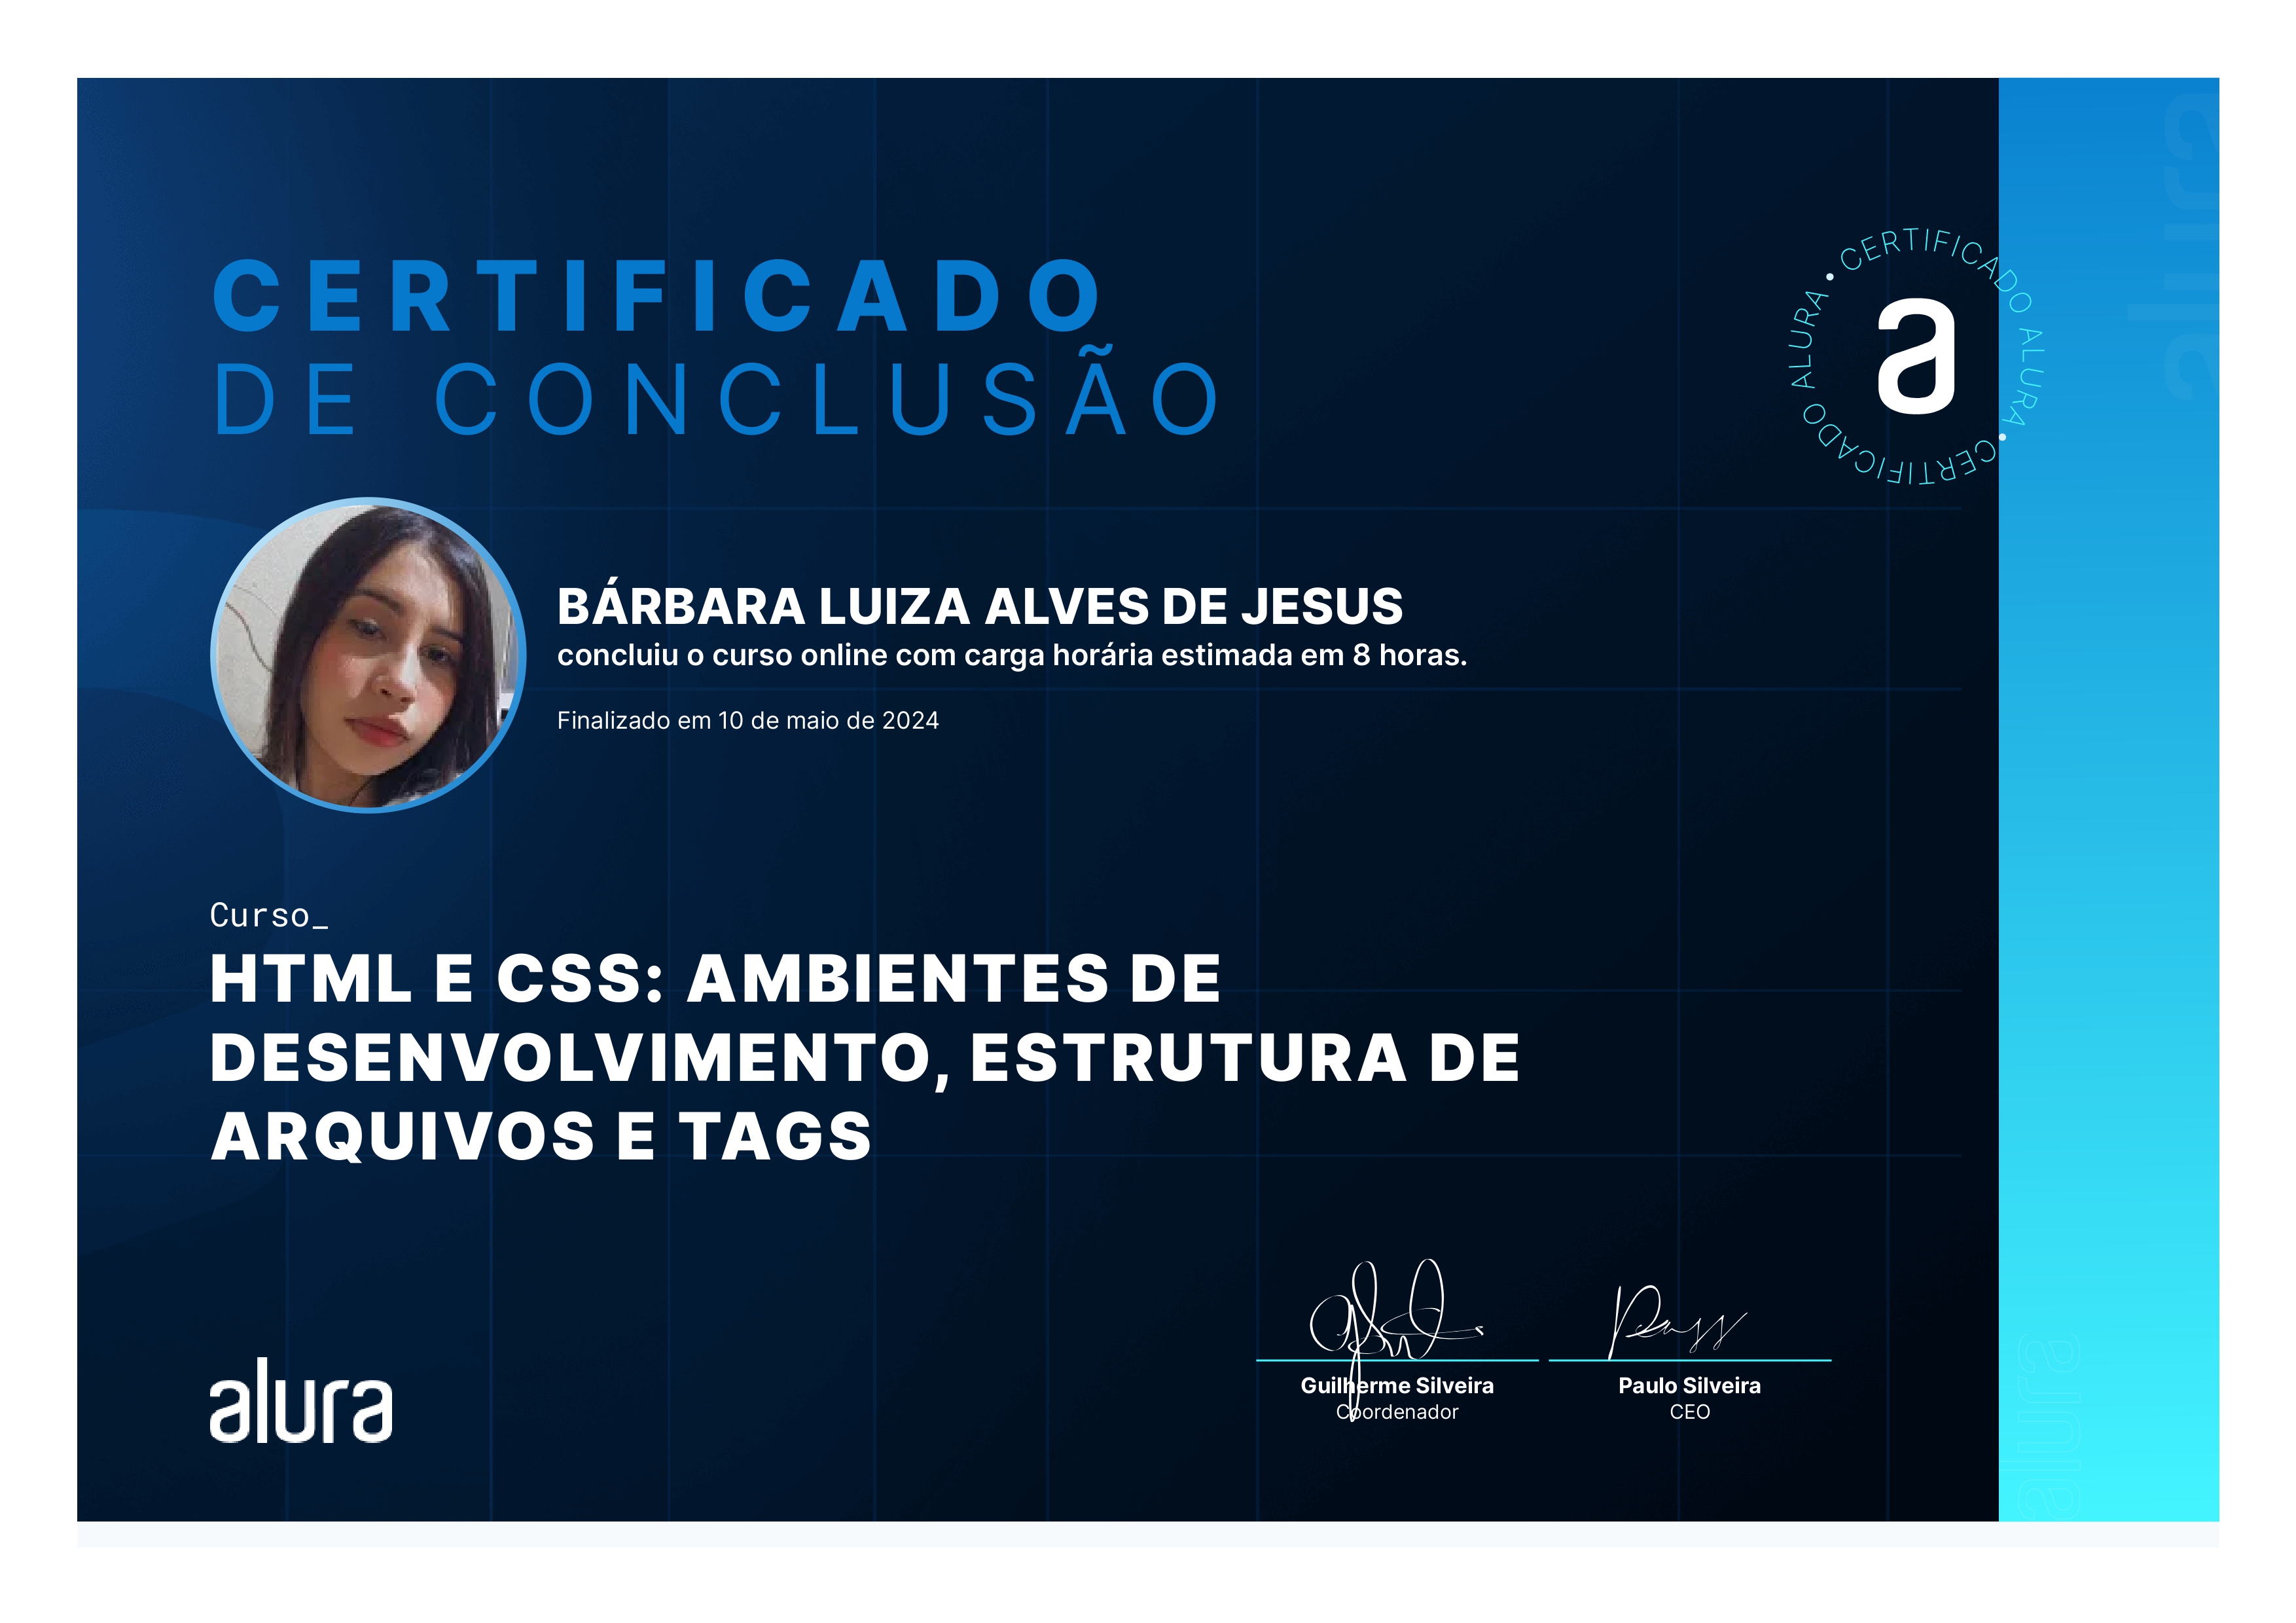 CERTIFICADO
DE CONCLUSÃO
CERTIFICADO ALURA • CERTIFICADO ALURA •
a
alura
BÁRBARA LUIZA ALVES DE JESUS
concluiu o curso online com carga horária estimada em 8 horas.
Finalizado em 10 de maio de 2024
Curso_
HTML E CSS: AMBIENTES DE
DESENVOLVIMENTO, ESTRUTURA DE
ARQUIVOS E TAGS
alura
Guilherme Silveira
Coordenador
Paulo Silveira
CEO
alura